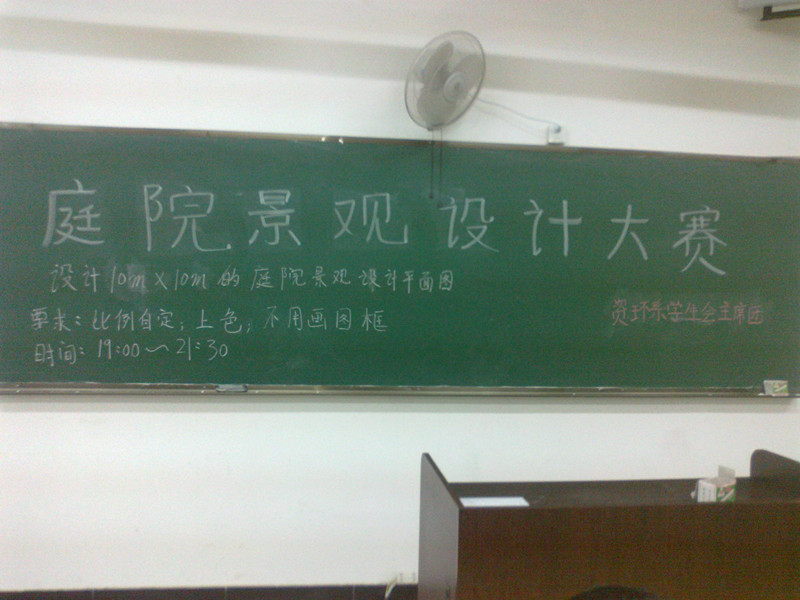 庭院景观设计大赛
设计10m×10m的庭院景观设计平面图
要求：比例自定，上色，不用画图框
时间：19:00～21:30
资环系学生会主席团